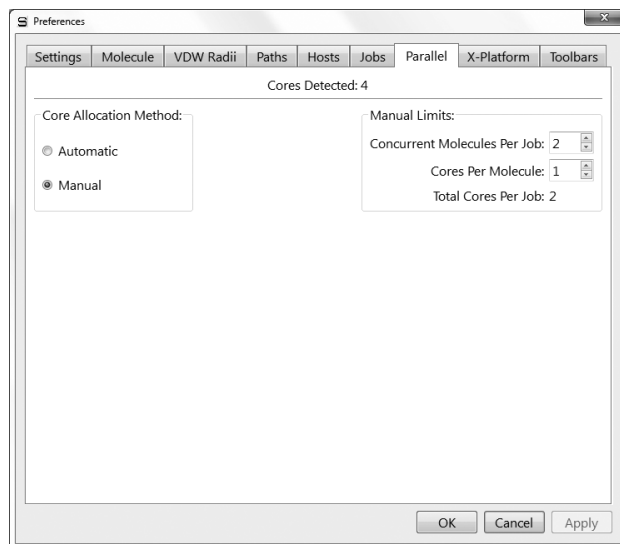 Preferences
Settings Molecule VDW Radii Paths Hosts Jobs Parallel X-Platform Toolbars
Cores Detected: 4
Core Allocation Method:
Automatic
Manual
Manual Limits:
Concurrent Molecules Per Job: 2
Cores Per Molecule: 1
Total Cores Per Job: 2
OK Cancel Apply